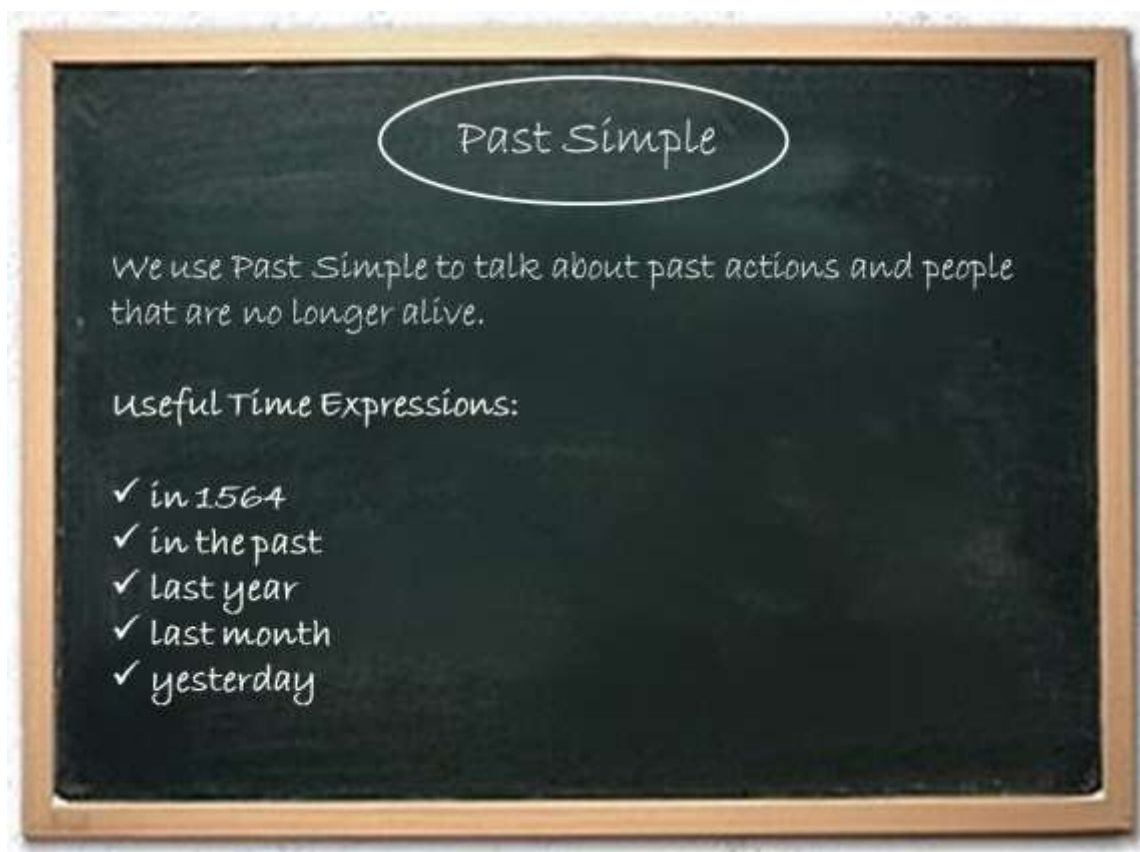 Past Simple
We use Past Simple to talk about past actions and people
that are no longer alive.
Useful Time Expressions:
✓ in 1564
✓ in the past
✓ last year
✓ last month
✓ yesterday